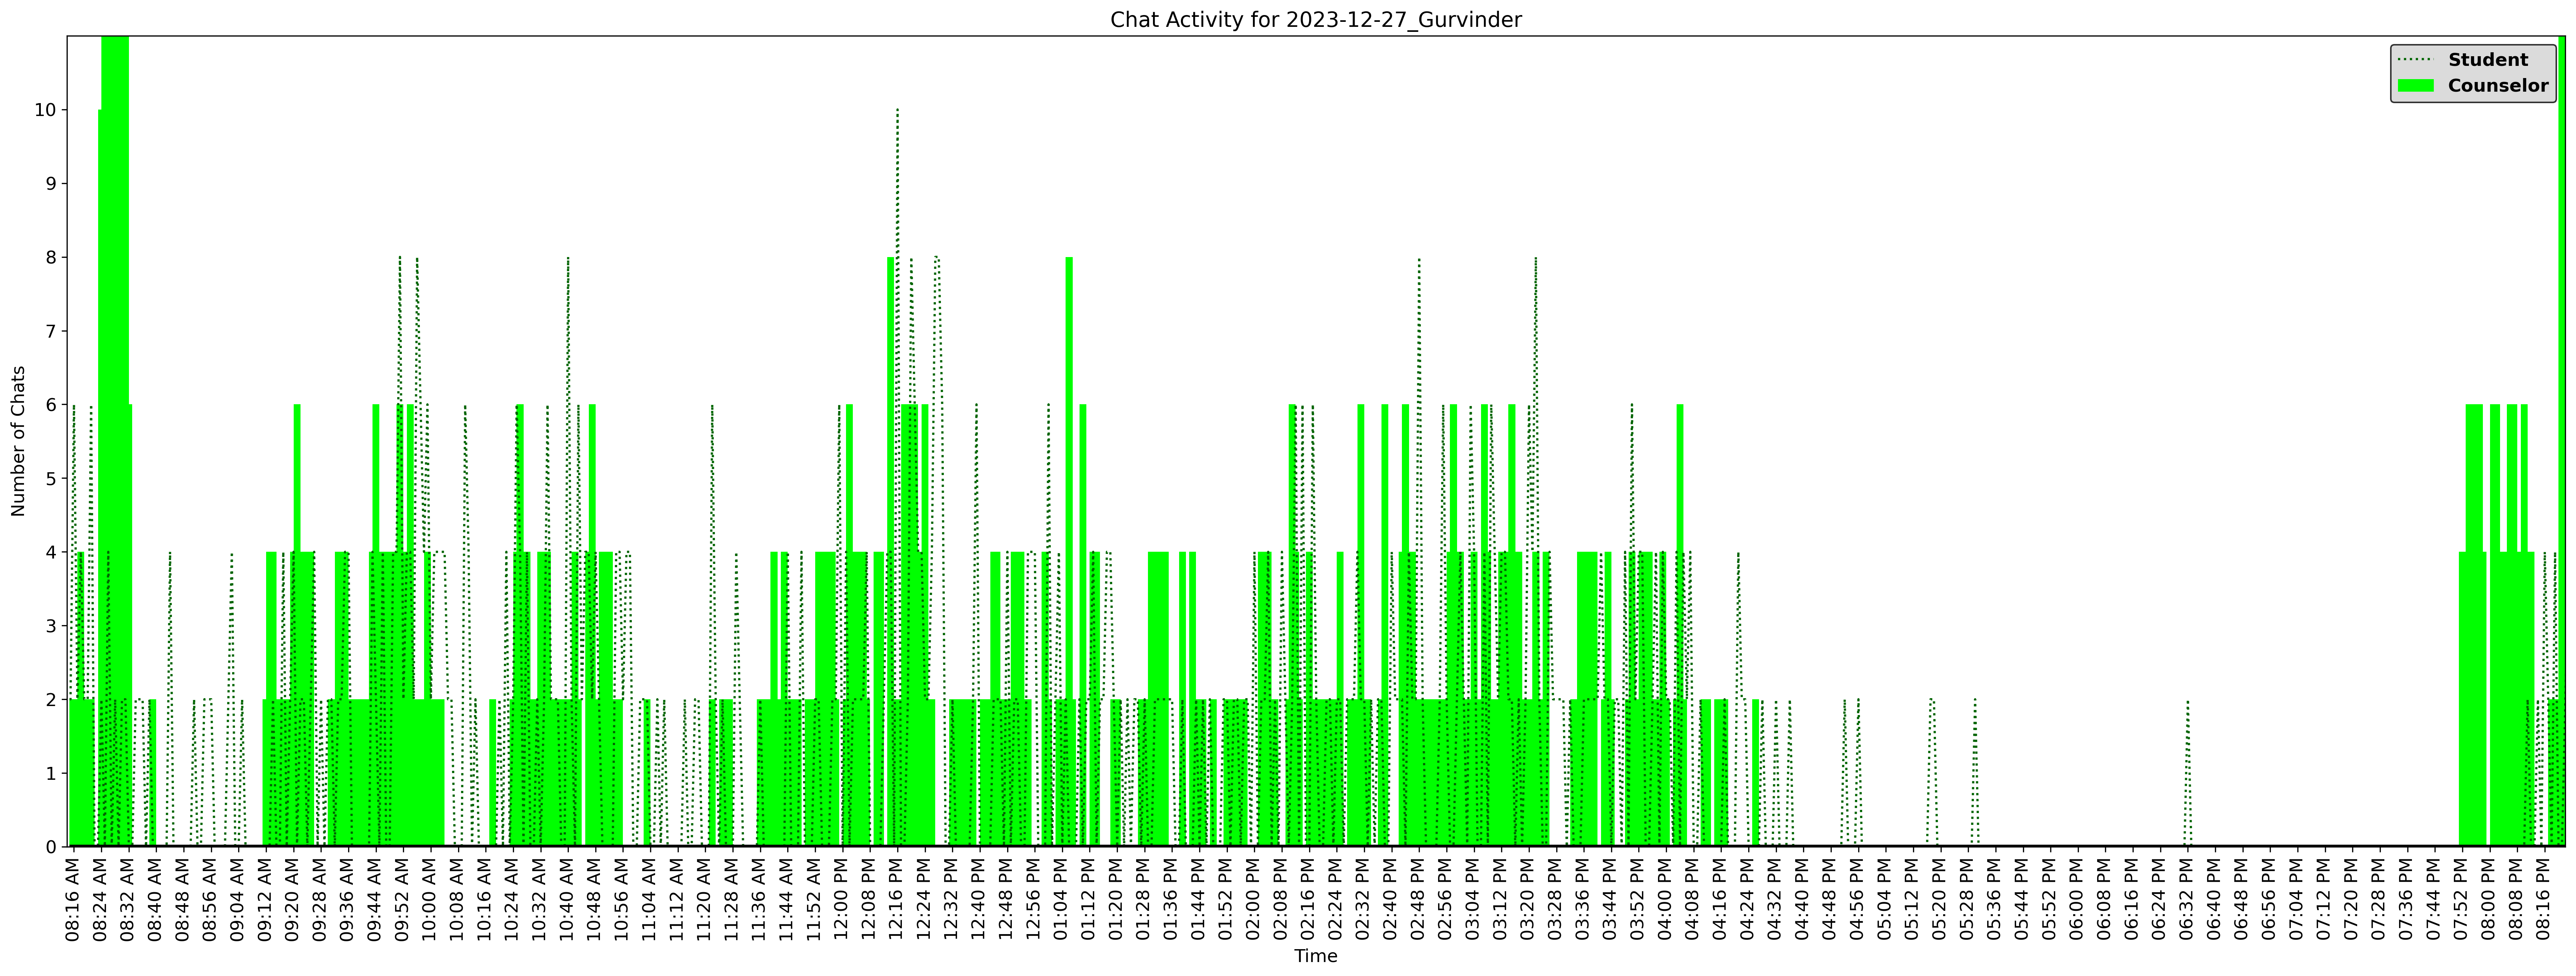 Chat Activity for 2023-12-27_Gurvinder
Student
Counselor
Number of Chats
10
9
8
7
6
5
4
3
2
1
0
08:16 AM
08:24 AM
08:32 AM
08:40 AM
08:48 AM
08:56 AM
09:04 AM
09:12 AM
09:20 AM
09:28 AM
09:36 AM
09:44 AM
09:52 AM
10:00 AM
10:08 AM
10:16 AM
10:24 AM
10:32 AM
10:40 AM
10:48 AM
10:56 AM
11:04 AM
11:12 AM
11:20 AM
11:28 AM
11:36 AM
11:44 AM
11:52 AM
12:00 PM
12:08 PM
12:16 PM
12:24 PM
12:32 PM
12:40 PM
12:48 PM
12:56 PM
01:04 PM
01:12 PM
01:20 PM
01:28 PM
01:36 PM
01:44 PM
01:52 PM
02:00 PM
02:08 PM
02:16 PM
02:24 PM
02:32 PM
02:40 PM
02:48 PM
02:56 PM
03:04 PM
03:12 PM
03:20 PM
03:28 PM
03:36 PM
03:44 PM
03:52 PM
04:00 PM
04:08 PM
04:16 PM
04:24 PM
04:32 PM
04:40 PM
04:48 PM
04:56 PM
05:04 PM
05:12 PM
05:20 PM
05:28 PM
05:36 PM
05:44 PM
05:52 PM
06:00 PM
06:08 PM
06:16 PM
06:24 PM
06:32 PM
06:40 PM
06:48 PM
06:56 PM
07:04 PM
07:12 PM
07:20 PM
07:28 PM
07:36 PM
07:44 PM
07:52 PM
08:00 PM
08:08 PM
08:16 PM
Time